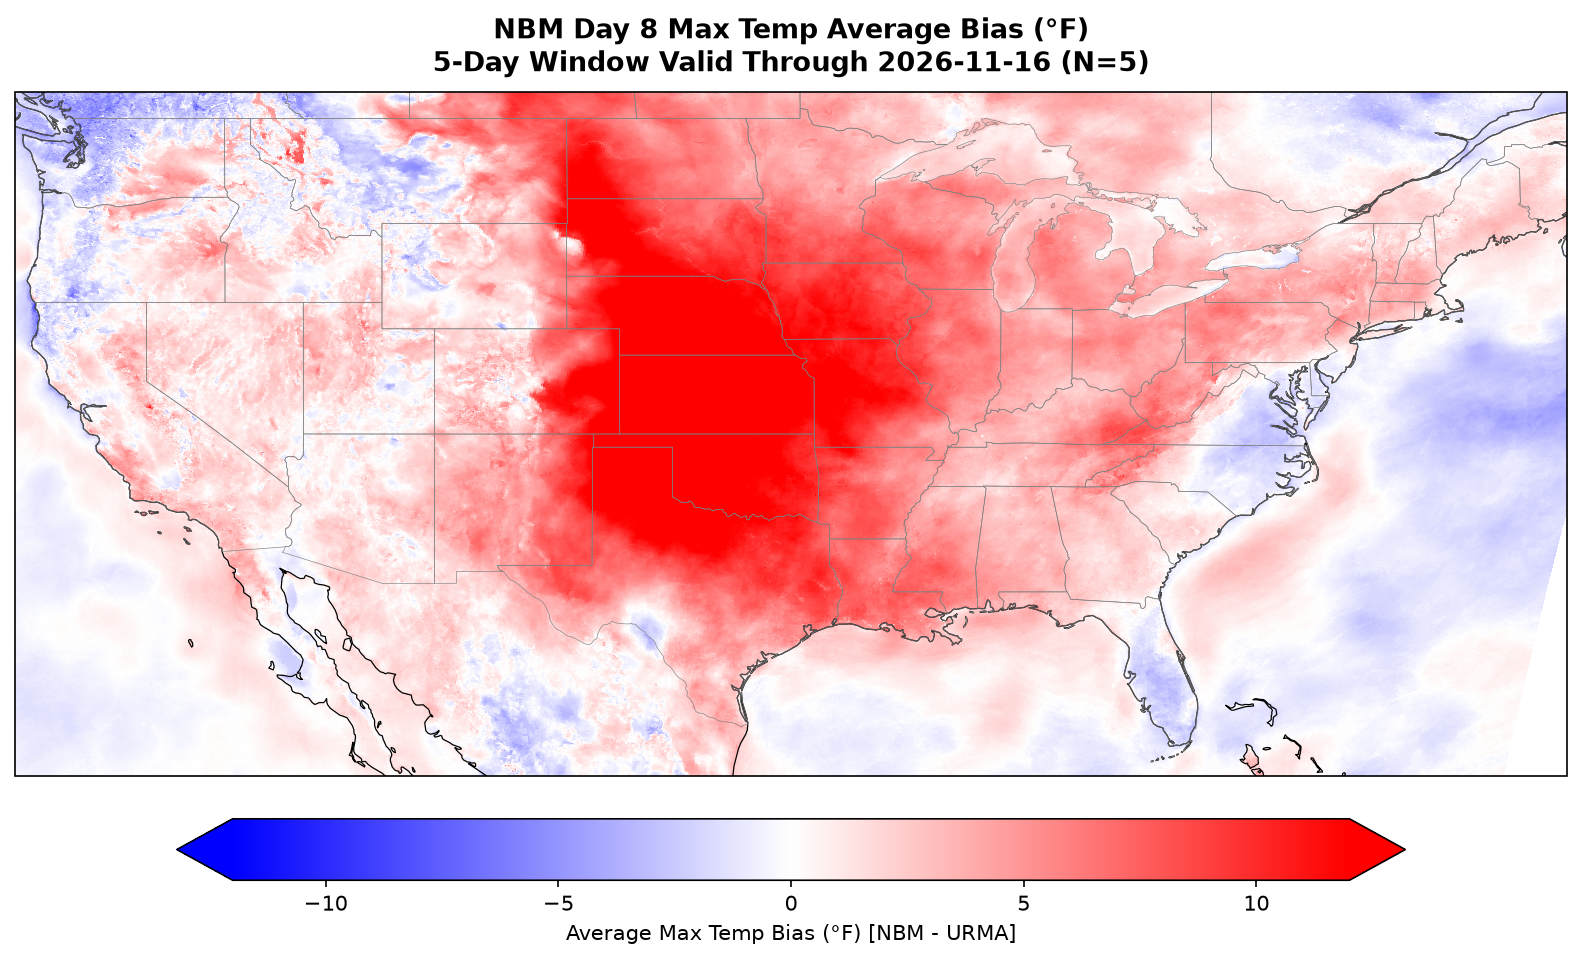 NBM Day 8 Max Temp Average Bias (°F)
5-Day Window Valid Through 2026-11-16 (N=5)
−10 −5 0 5 10
Average Max Temp Bias (°F) [NBM - URMA]